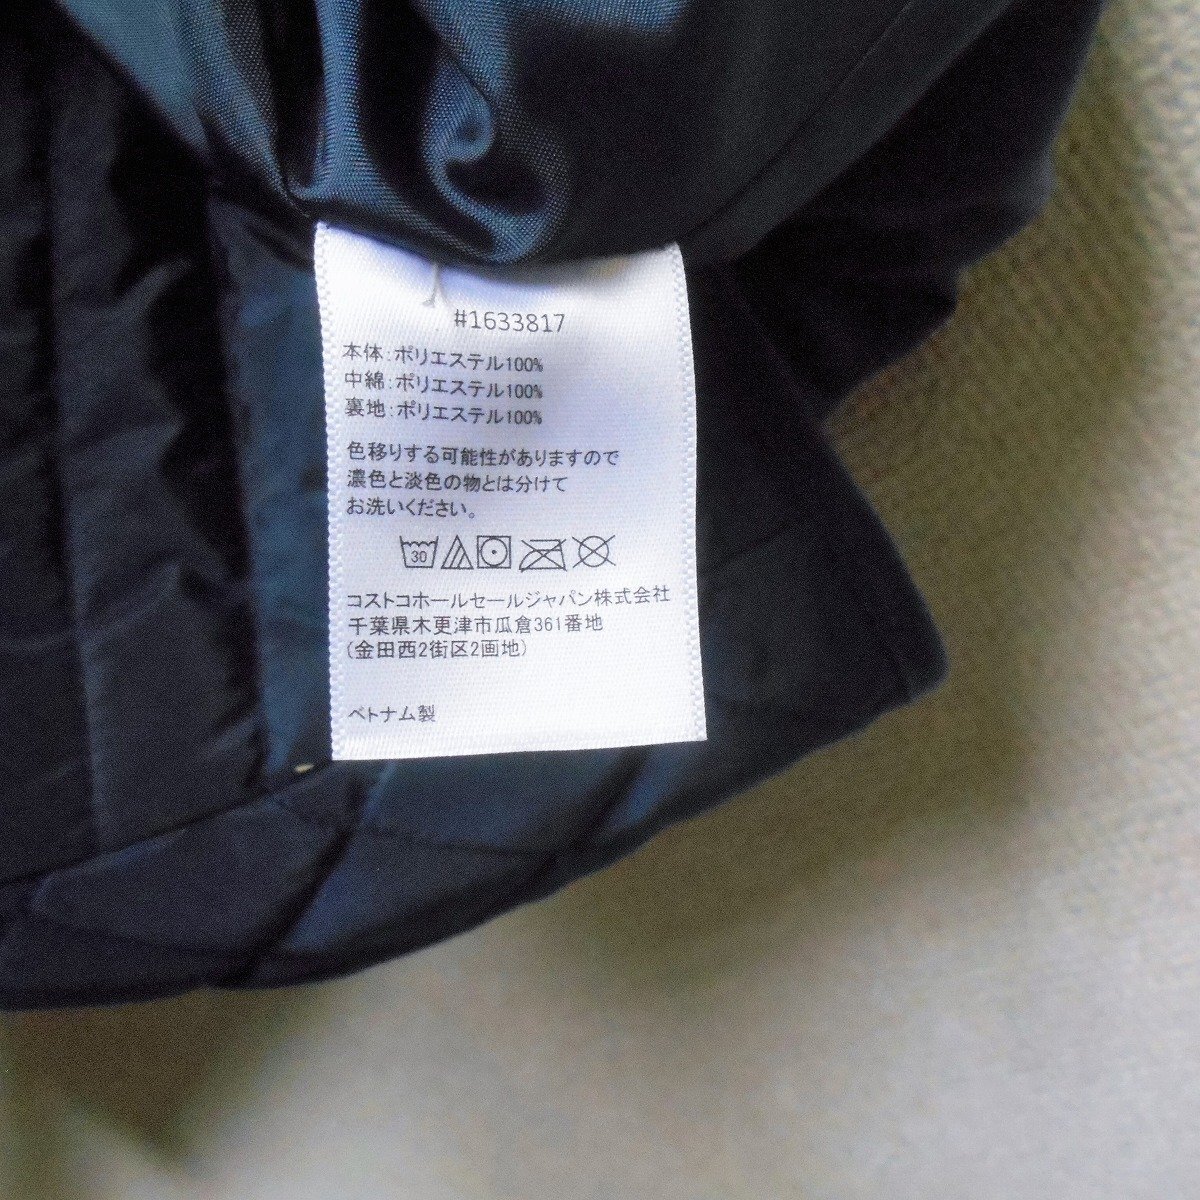 #1633817
本体:ポリエステル100%
中綿:ポリエステル100%
裏地:ポリエステル100%
色移りする可能性がありますので
濃色と淡色の物とは分けて
お洗いください。
30
コストコホールセールジャパン株式会社
千葉県木更津市瓜倉361番地
(金田西2街区2画地)
ベトナム製